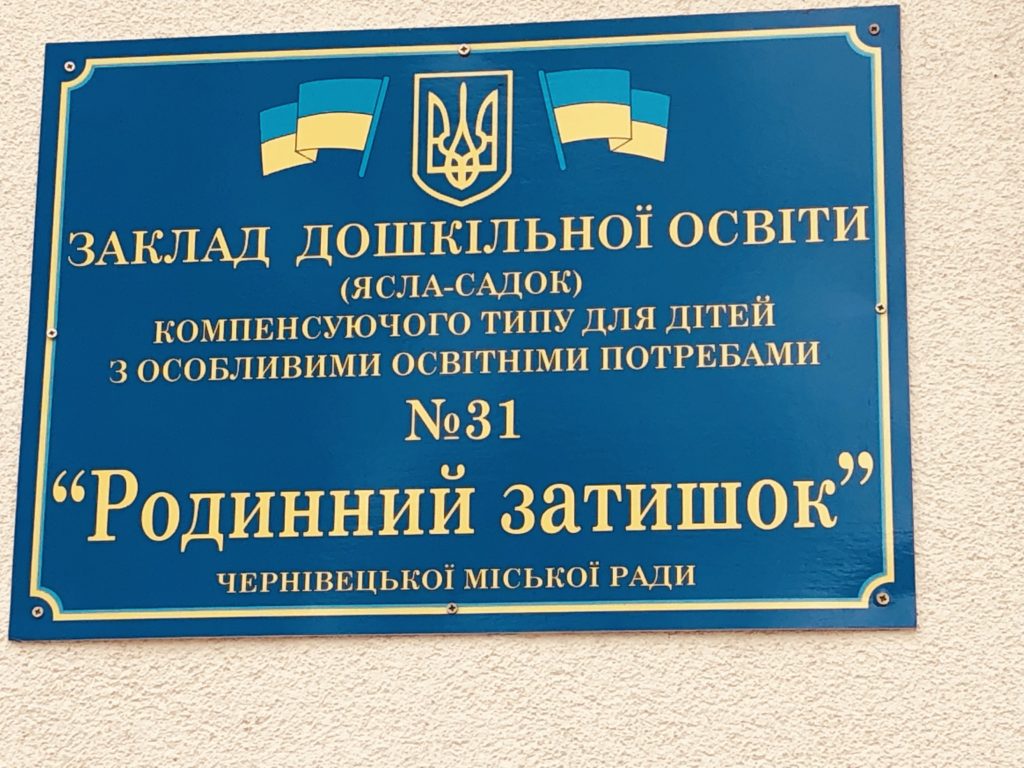 ЗАКЛАД ДОШКІЛЬНОЇ ОСВІТИ
(ЯСЛА-САДОК)
КОМПЕНСУЮЧОГО ТИПУ ДЛЯ ДІТЕЙ
З ОСОБЛИВИМИ ОСВІТНІМИ ПОТРЕБАМИ
№31
“Родинний затишок”
ЧЕРНІВЕЦЬКОЇ МІСЬКОЇ РАДИ